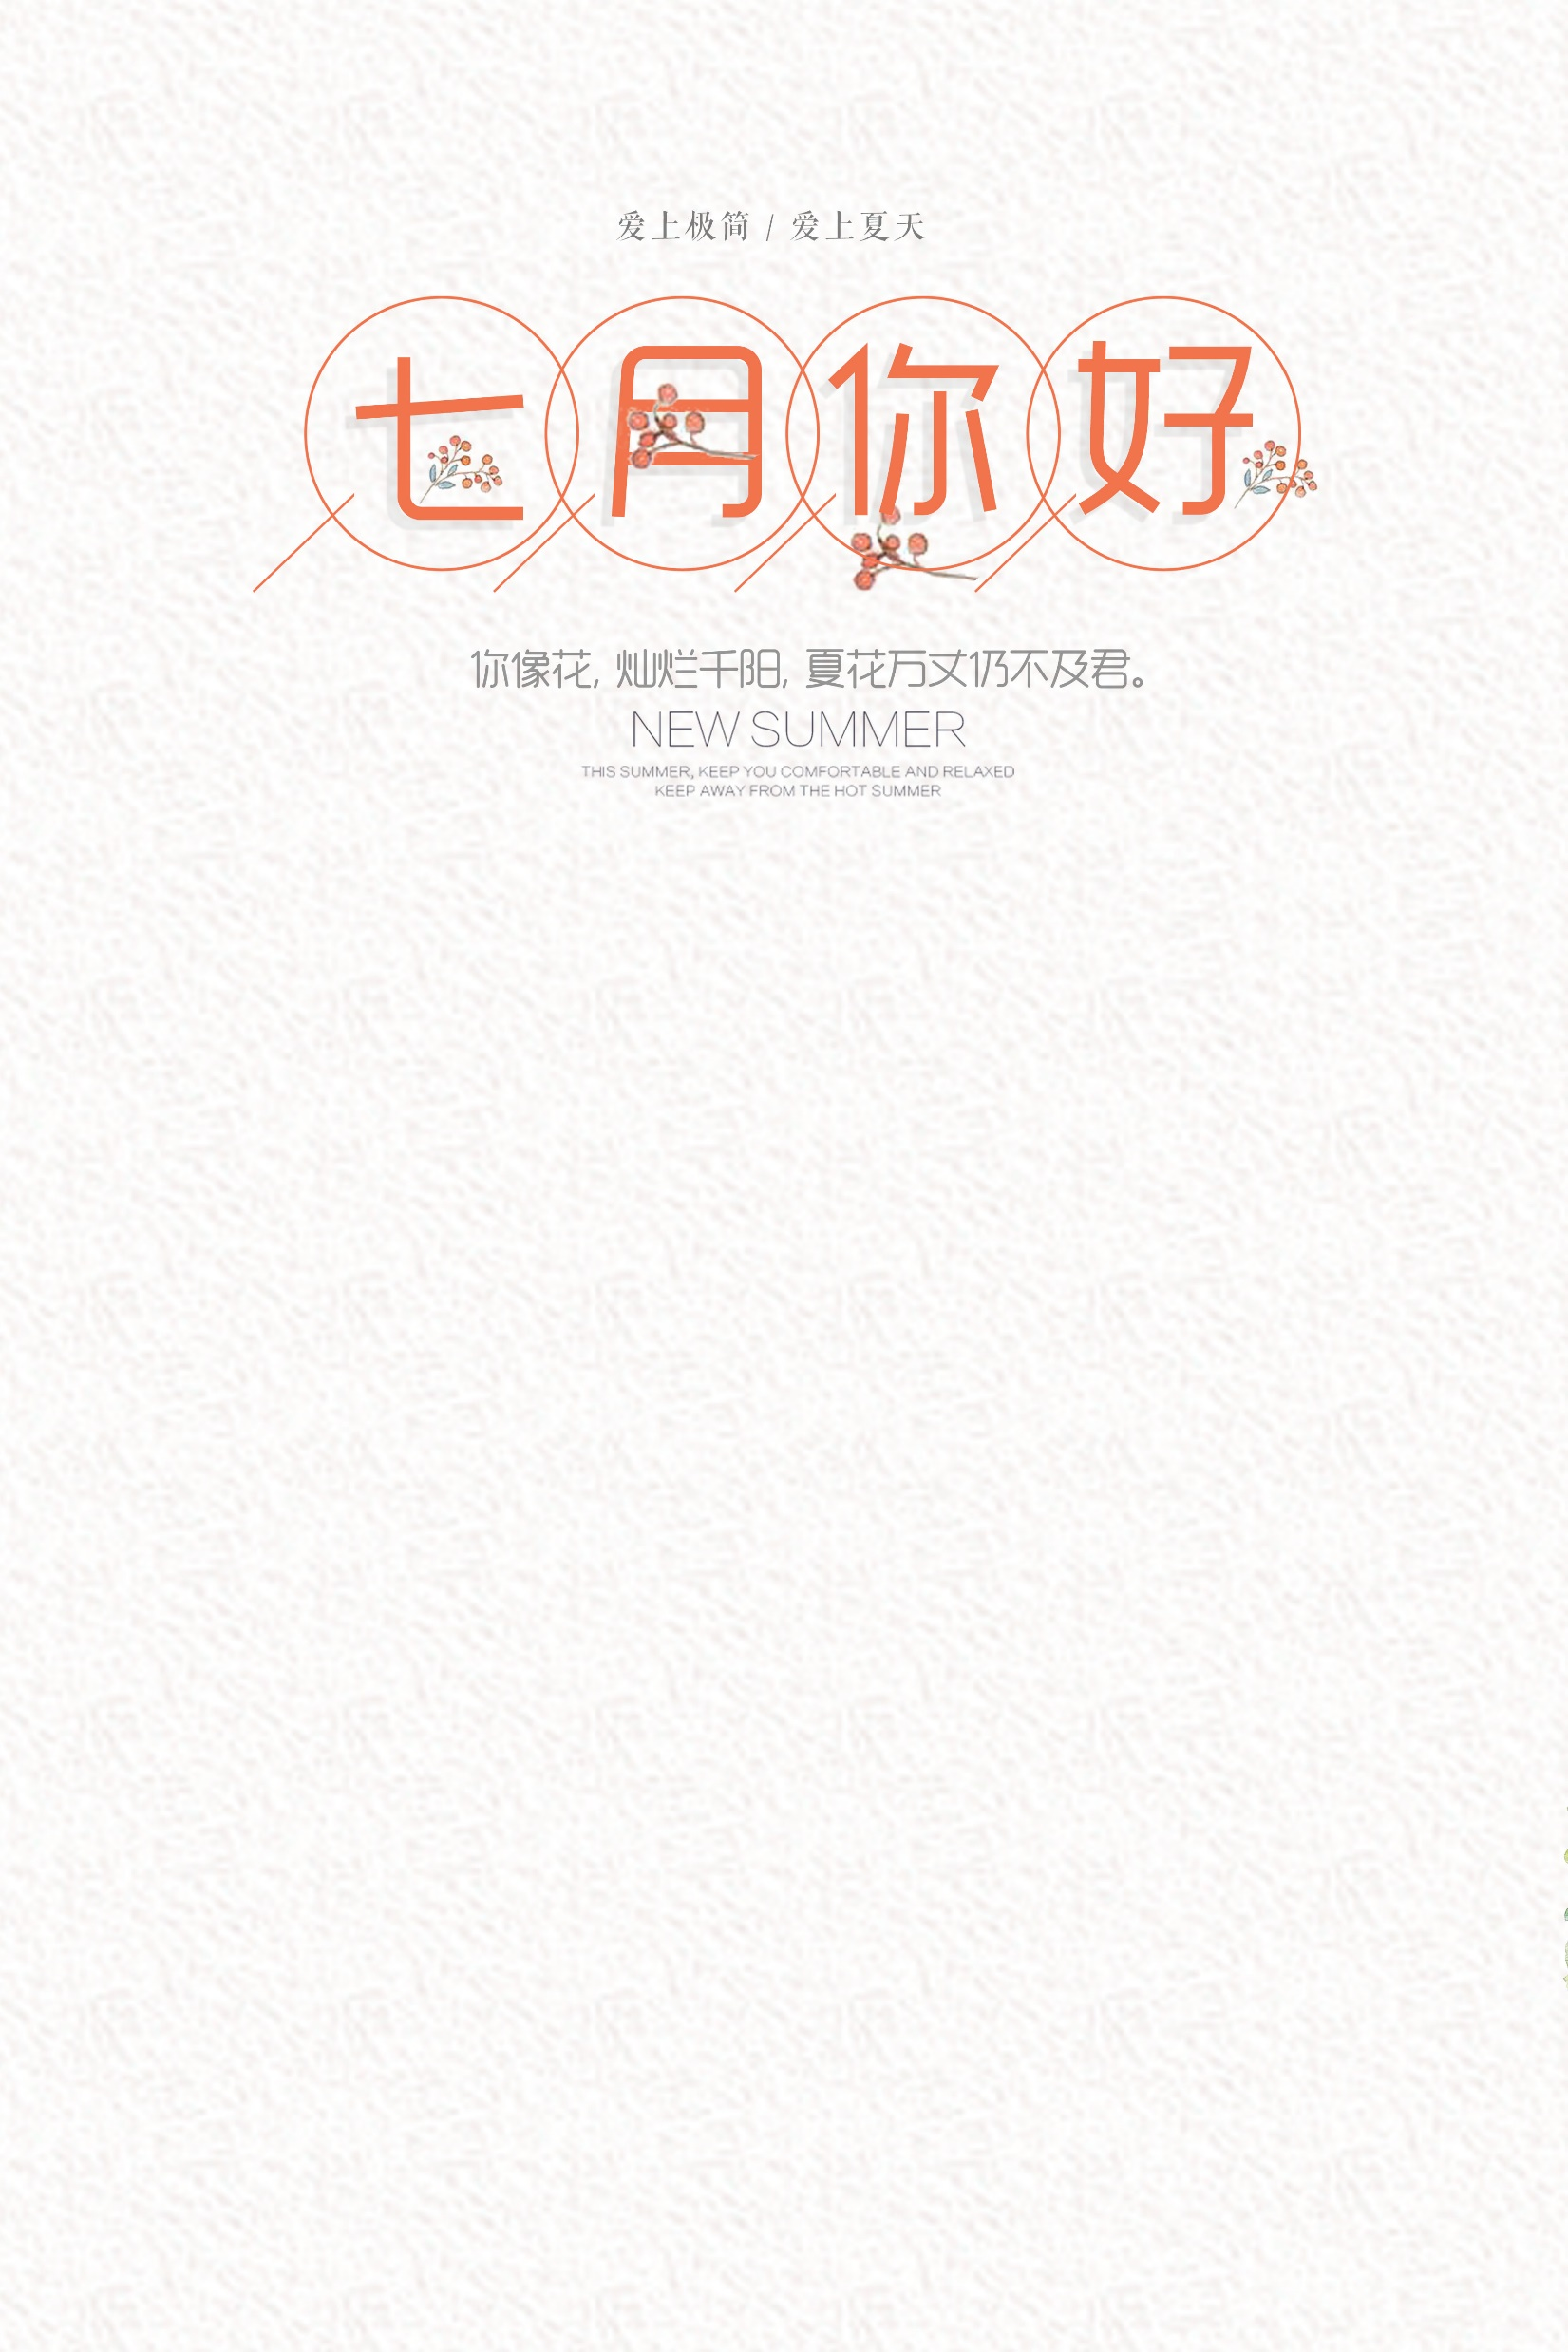 爱上极简 / 爱上夏天
七月你好
你像花, 灿烂千阳, 夏花万丈仍不及君。
NEW SUMMER
THIS SUMMER, KEEP YOU COMFORTABLE AND RELAXED
KEEP AWAY FROM THE HOT SUMMER